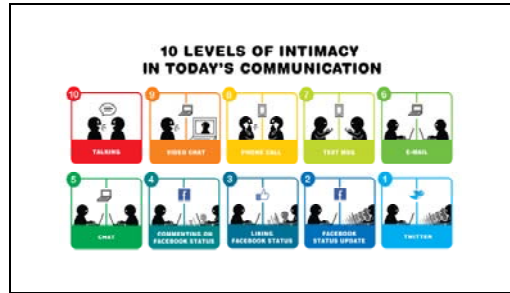 10 LEVELS OF INTIMACY
IN TODAY'S COMMUNICATION
10
TALKING
9
VIDEO CHAT
8
PHONE CALL
7
TEXT MSG
6
E-MAIL
5
CHAT
4
COMMENTING ON
FACEBOOK STATUS
3
LIKING
FACEBOOK STATUS
2
FACEBOOK
STATUS UPDATE
1
TWITTER